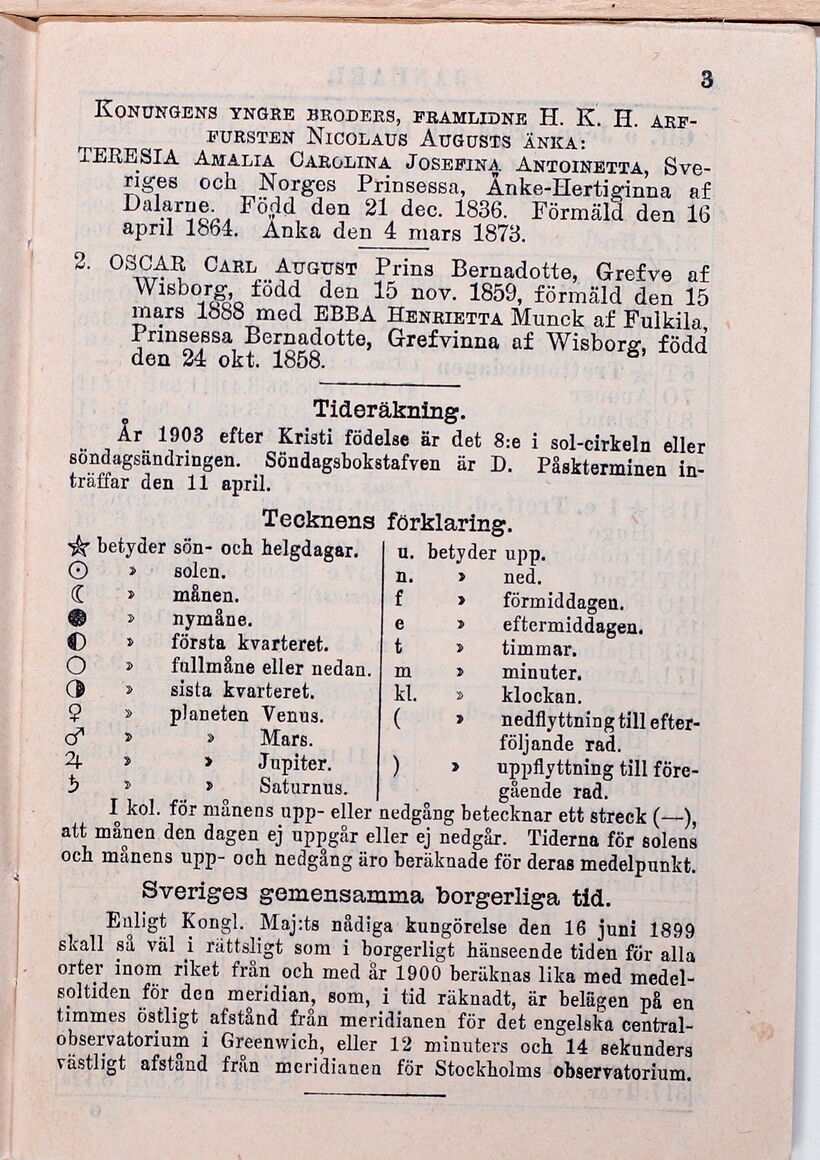 3
KONUNGENS YNGRE BRODERS, FRAMLIDNE H. K. H. ARF-
FURSTEN NICOLAUS AUGUSTS ÄNKA:
TERESIA AMALIA CAROLINA JOSEFINA ANTOINETTA, Sve-
riges och Norges Prinsessa, Änke-Hertiginna af
Dalarne. Född den 21 dec. 1836. Förmäld den 16
april 1864. Änka den 4 mars 1873.
2. OSCAR CARL AUGUST Prins Bernadotte, Grefve af
Wisborg, född den 15 nov. 1859, förmäld den 15
mars 1888 med EBBA HENRIETTA Munck af Fulkila,
Prinsessa Bernadotte, Grefvinna af Wisborg, född
den 24 okt. 1858.
Tideräkning.
År 1903 efter Kristi födelse är det 8:e i sol-cirkeln eller
söndagsändringen. Söndagsbokstafven är D. Påskterminen in-
träffar den 11 april.
Tecknens förklaring.
☆ betyder sön- och helgdagar.
☉ » solen.
☾ » månen.
● » nymåne.
◐ » första kvarteret.
○ » fullmåne eller nedan.
◑ » sista kvarteret.
♀ » planeten Venus.
♂ » » Mars.
♃ » » Jupiter.
♄ » » Saturnus.
u. betyder upp.
n. » ned.
f » förmiddagen.
e » eftermiddagen.
t » timmar.
m » minuter.
kl. » klockan.
( » nedflyttning till efter-
följande rad.
) » uppflyttning till före-
gående rad.
I kol. för månens upp- eller nedgång betecknar ett streck (—),
att månen den dagen ej uppgår eller ej nedgår. Tiderna för solens
och månens upp- och nedgång äro beräknade för deras medelpunkt.
Sveriges gemensamma borgerliga tid.
Enligt Kongl. Maj:ts nådiga kungörelse den 16 juni 1899
skall så väl i rättsligt som i borgerligt hänseende tiden för alla
orter inom riket från och med år 1900 beräknas lika med medel-
soltiden för den meridian, som, i tid räknadt, är belägen på en
timmes östligt afstånd från meridianen för det engelska central-
observatorium i Greenwich, eller 12 minuters och 14 sekunders
västligt afstånd från meridianen för Stockholms observatorium.